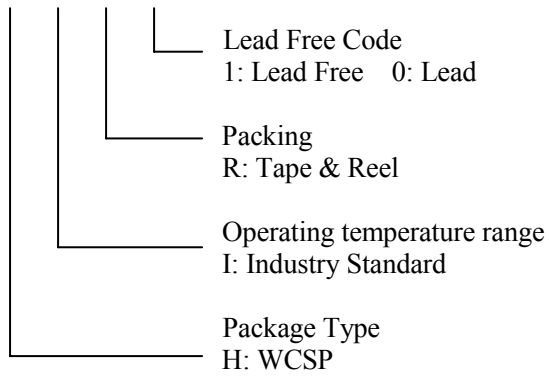 Lead Free Code
1: Lead Free 0: Lead
Packing
R: Tape & Reel
Operating temperature range
I: Industry Standard
Package Type
H: WCSP